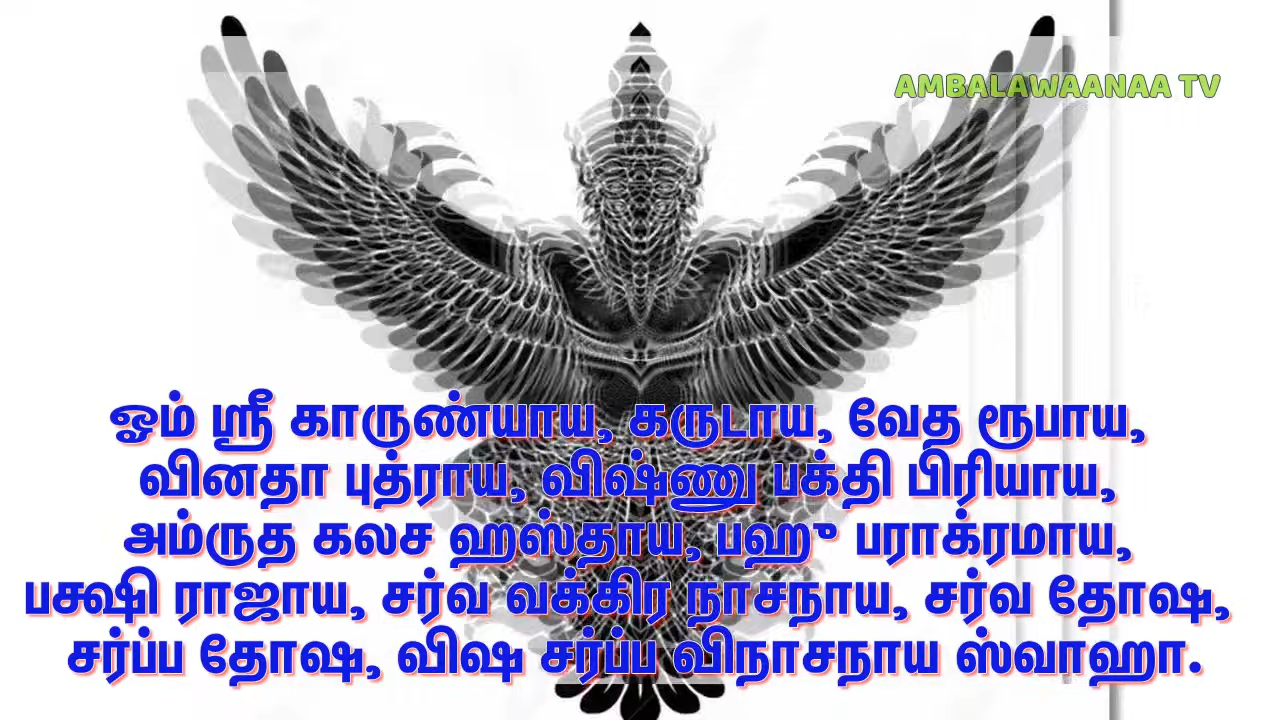 AMBALAWAANAA TV
ஓம் ஸ்ரீ காருண்யாய, கருடாய, வேத ரூபாய,
வினதா புத்ராய, விஷ்ணு பக்தி பிரியாய,
அம்ருத கலச ஹஸ்தாய, பஹு பராக்ரமாய,
பக்ஷி ராஜாய, சர்வ வக்கிர நாசநாய, சர்வ தோஷ,
சர்ப்ப தோஷ, விஷ சர்ப்ப விநாசநாய ஸ்வாஹா.